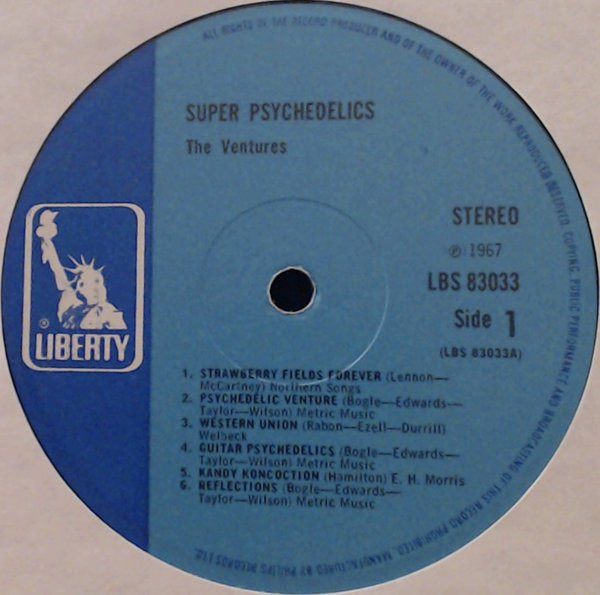 ALL RIGHTS OF THE RECORD PRODUCER AND OF THE OWNER OF THE WORK REPRODUCED RESERVED COPYING, PUBLIC PERFORMANCE AND BROADCASTING OF THIS RECORD PROHIBITED. MANUFACTURED BY PHILIPS RECORDS LTD.
SUPER PSYCHEDELICS
The Ventures
STEREO
℗ 1967
LBS 83033
Side 1
(LBS 83033A)
® LIBERTY
1. STRAWBERRY FIELDS FOREVER (Lennon—
McCartney) Northern Songs
2. PSYCHEDELIC VENTURE (Bogle—Edwards—
Taylor—Wilson) Metric Music
3. WESTERN UNION (Rabon—Ezell—Durrill)
Welbeck
4. GUITAR PSYCHEDELICS (Bogle—Edwards—
Taylor—Wilson) Metric Music
5. KANDY KONCOCTION (Hamilton) E. H. Morris
6. REFLECTIONS (Bogle—Edwards—
Taylor—Wilson) Metric Music